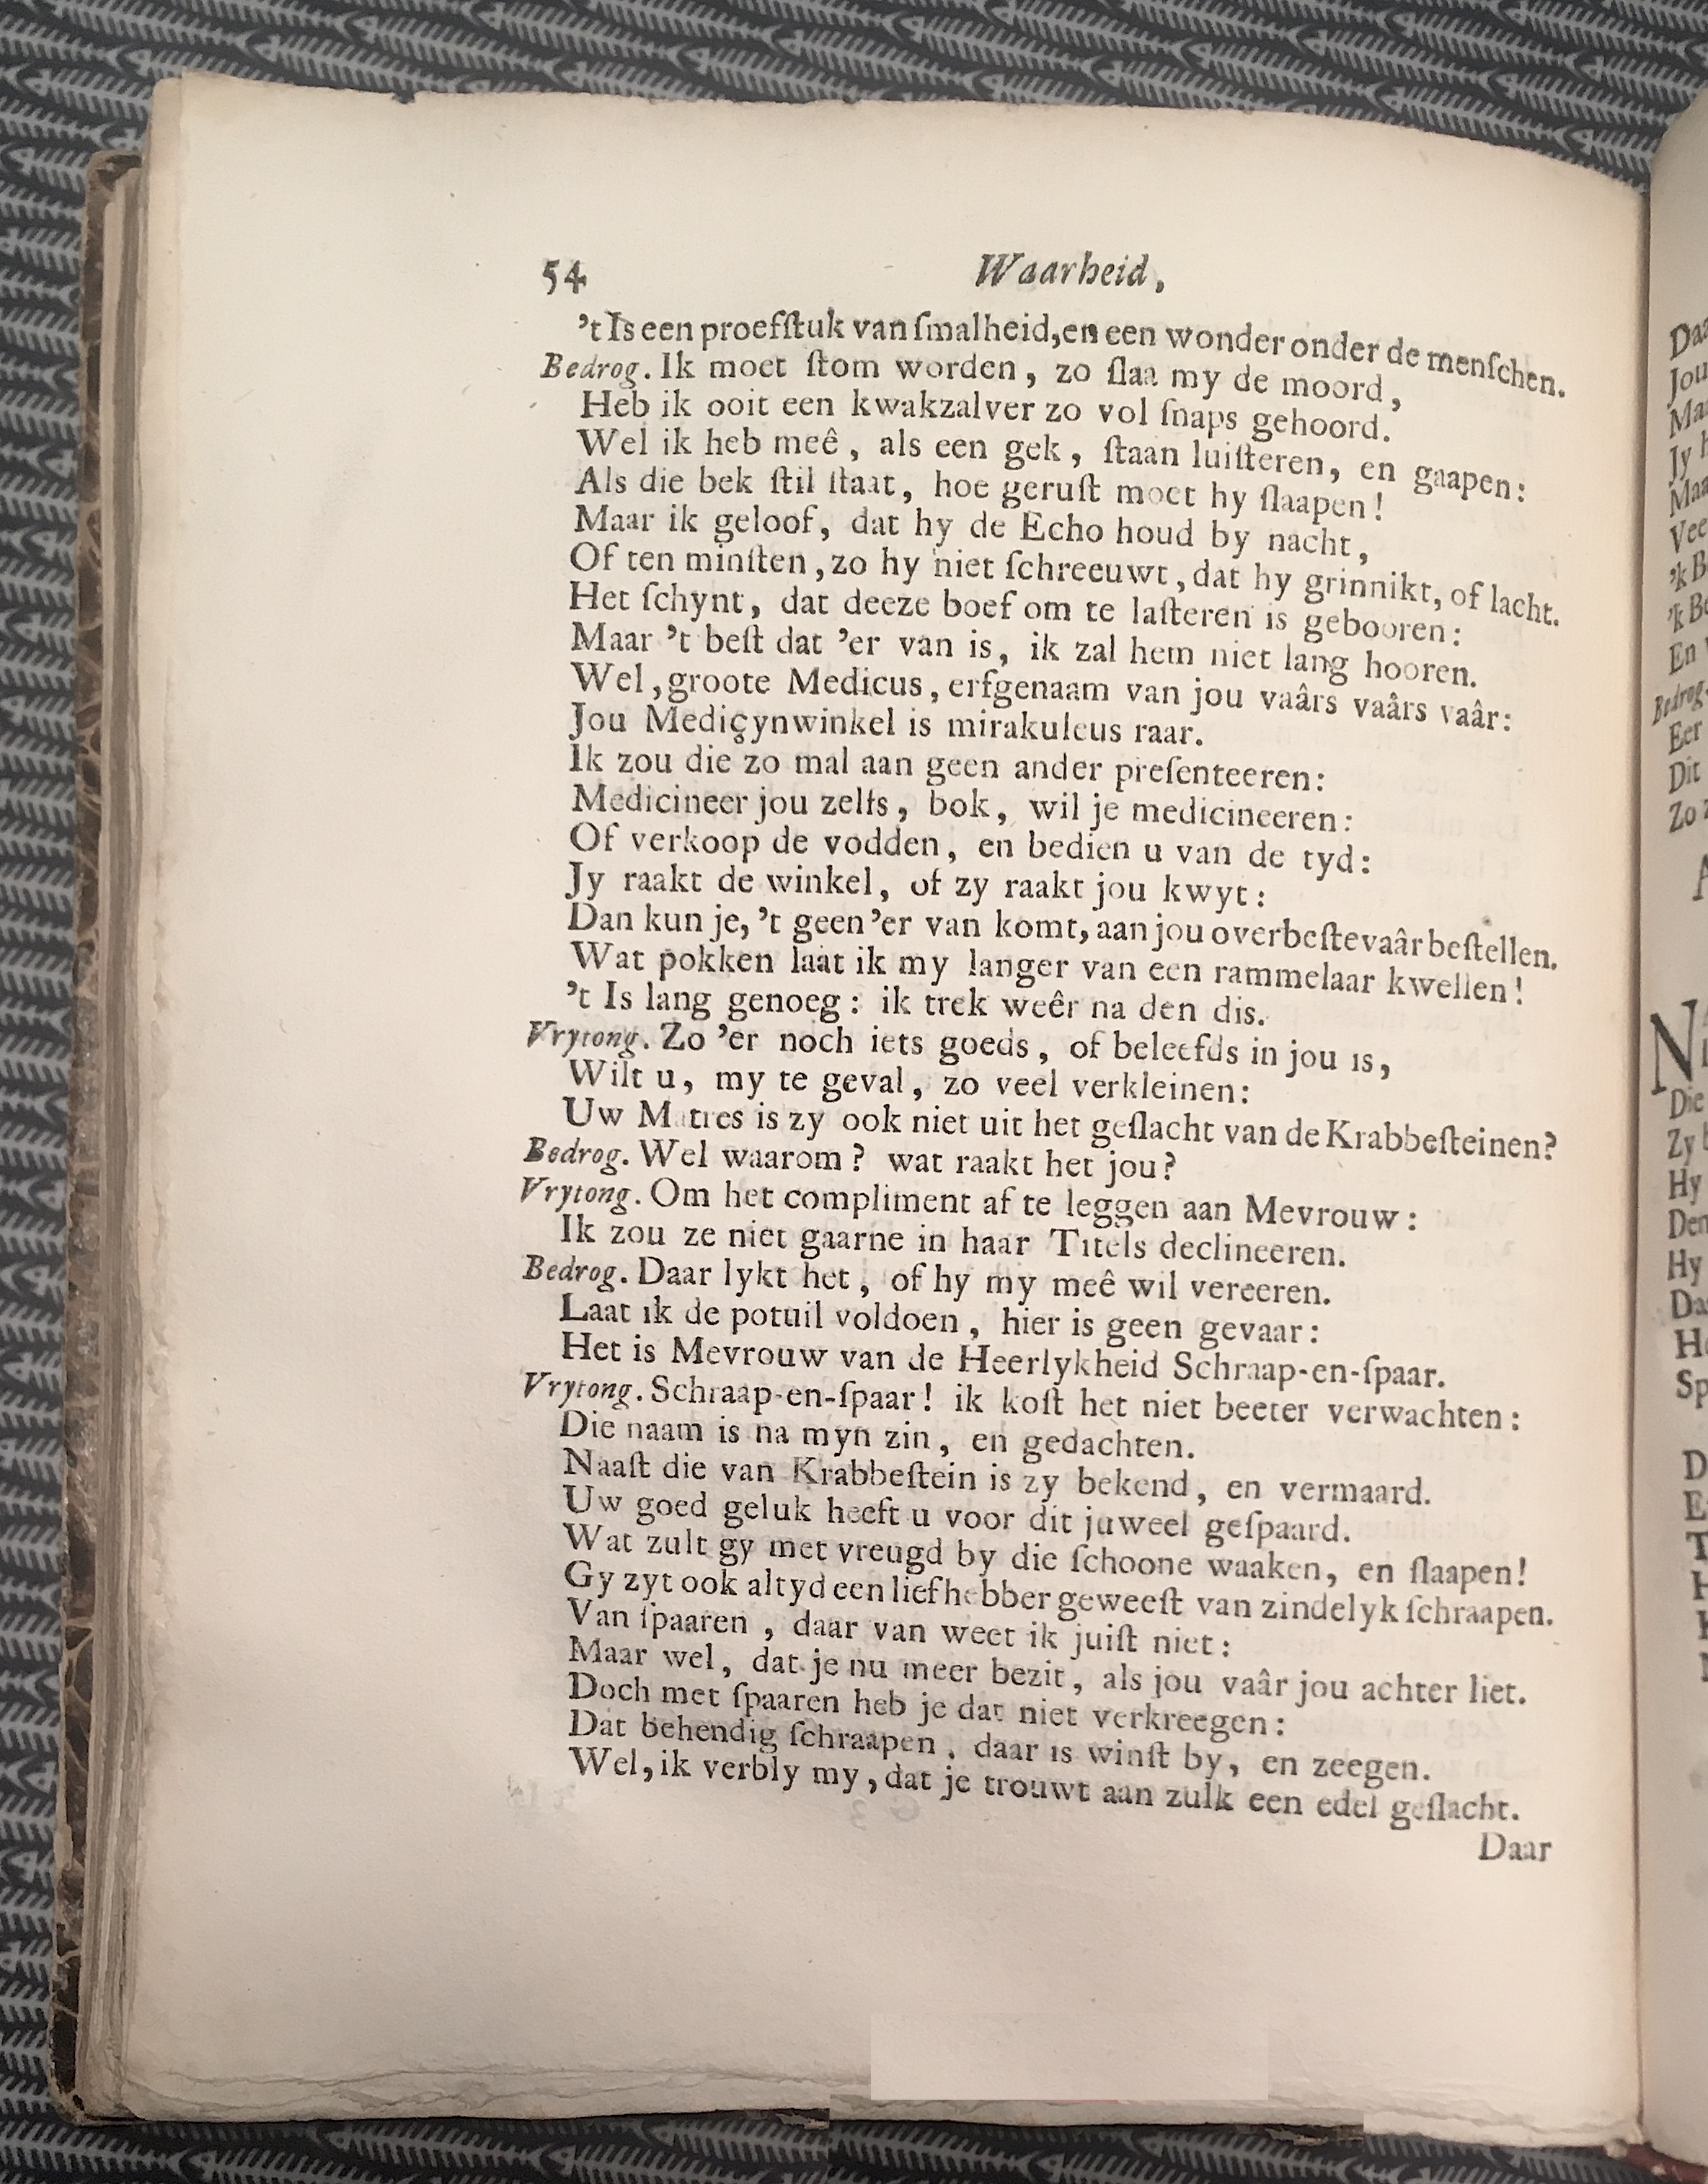 54 Waarheid,
't Is een proefſtuk van ſmalheid, en een wonder onder de menſchen.
Bedrog. Ik moet ſtom worden, zo ſlaa my de moord,
Heb ik ooit een kwakzalver zo vol ſnaps gehoord.
Wel ik heb meê, als een gek, ſtaan luiſteren, en gaapen:
Als die bek ſtil ſtaat, hoe geruſt moet hy ſlaapen!
Maar ik geloof, dat hy de Echo houd by nacht,
Of ten minſten, zo hy niet ſchreeuwt, dat hy grinnikt, of lacht.
Het ſchynt, dat deeze boef om te laſteren is gebooren:
Maar 't beſt dat 'er van is, ik zal hem niet lang hooren.
Wel, groote Medicus, erfgenaam van jou vaârs vaârs vaâr:
Jou Mediçynwinkel is mirakuleus raar.
Ik zou die zo mal aan geen ander preſenteeren:
Medicineer jou zelfs, bok, wil je medicineeren:
Of verkoop de vodden, en bedien u van de tyd:
Jy raakt de winkel, of zy raakt jou kwyt:
Dan kun je, 't geen 'er van komt, aan jou overbeſtevaâr beſtellen.
Wat pokken laat ik my langer van een rammelaar kwellen!
't Is lang genoeg: ik trek weêr na den dis.
Vrytong. Zo 'er noch iets goeds, of beleefds in jou is,
Wilt u, my te geval, zo veel verkleinen:
Uw Matres is zy ook niet uit het geſlacht van de Krabbeſteinen?
Bedrog. Wel waarom? wat raakt het jou?
Vrytong. Om het compliment af te leggen aan Mevrouw:
Ik zou ze niet gaarne in haar Titels declineeren.
Bedrog. Daar lykt het, of hy my meê wil vereeren.
Laat ik de potuil voldoen, hier is geen gevaar:
Het is Mevrouw van de Heerlykheid Schraap-en-ſpaar.
Vrytong. Schraap-en-ſpaar! ik koſt het niet beeter verwachten:
Die naam is na myn zin, en gedachten.
Naaſt die van Krabbeſtein is zy bekend, en vermaard.
Uw goed geluk heeft u voor dit juweel geſpaard.
Wat zult gy met vreugd by die ſchoone waaken, en ſlaapen!
Gy zyt ook altyd een liefhebber geweeſt van zindelyk ſchraapen.
Van ſpaaren, daar van weet ik juiſt niet:
Maar wel, dat je nu meer bezit, als jou vaâr jou achter liet.
Doch met ſpaaren heb je dat niet verkreegen:
Dat behendig ſchraapen, daar is winſt by, en zeegen.
Wel, ik verbly my, dat je trouwt aan zulk een edel geſlacht.
Daar
Jou
Bedrog.
Eer
Dit
Die
Hy
Hy